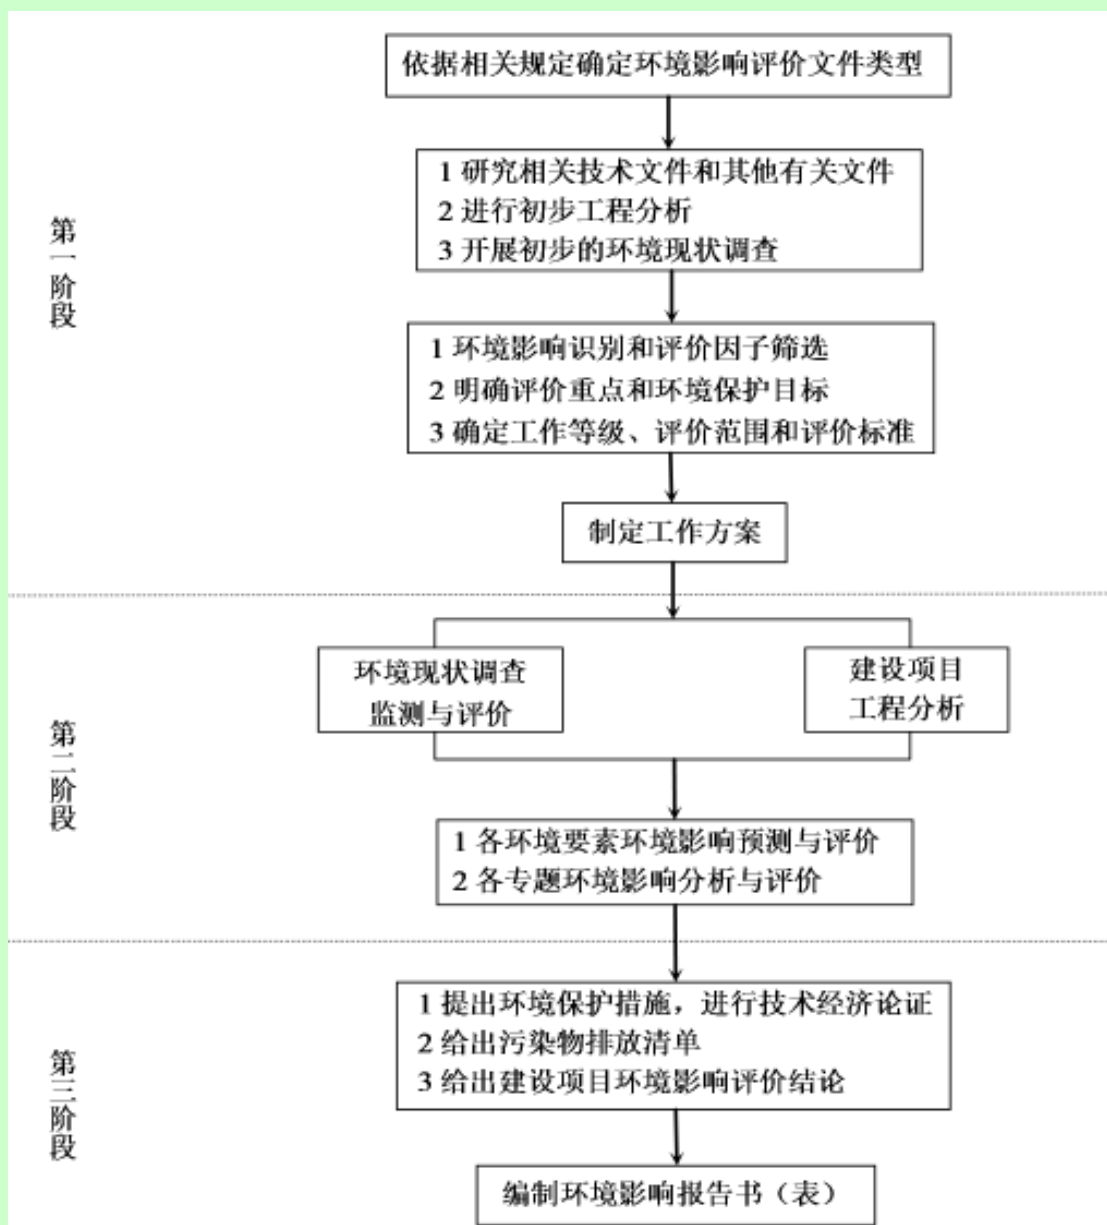 依据相关规定确定环境影响评价文件类型
1 研究相关技术文件和其他有关文件
2 进行初步工程分析
3 开展初步的环境现状调查
第一阶段
1 环境影响识别和评价因子筛选
2 明确评价重点和环境保护目标
3 确定工作等级、评价范围和评价标准
制定工作方案
环境现状调查
监测与评价
建设项目
工程分析
第二阶段
1 各环境要素环境影响预测与评价
2 各专题环境影响分析与评价
1 提出环境保护措施，进行技术经济论证
2 给出污染物排放清单
3 给出建设项目环境影响评价结论
第三阶段
编制环境影响报告书（表）